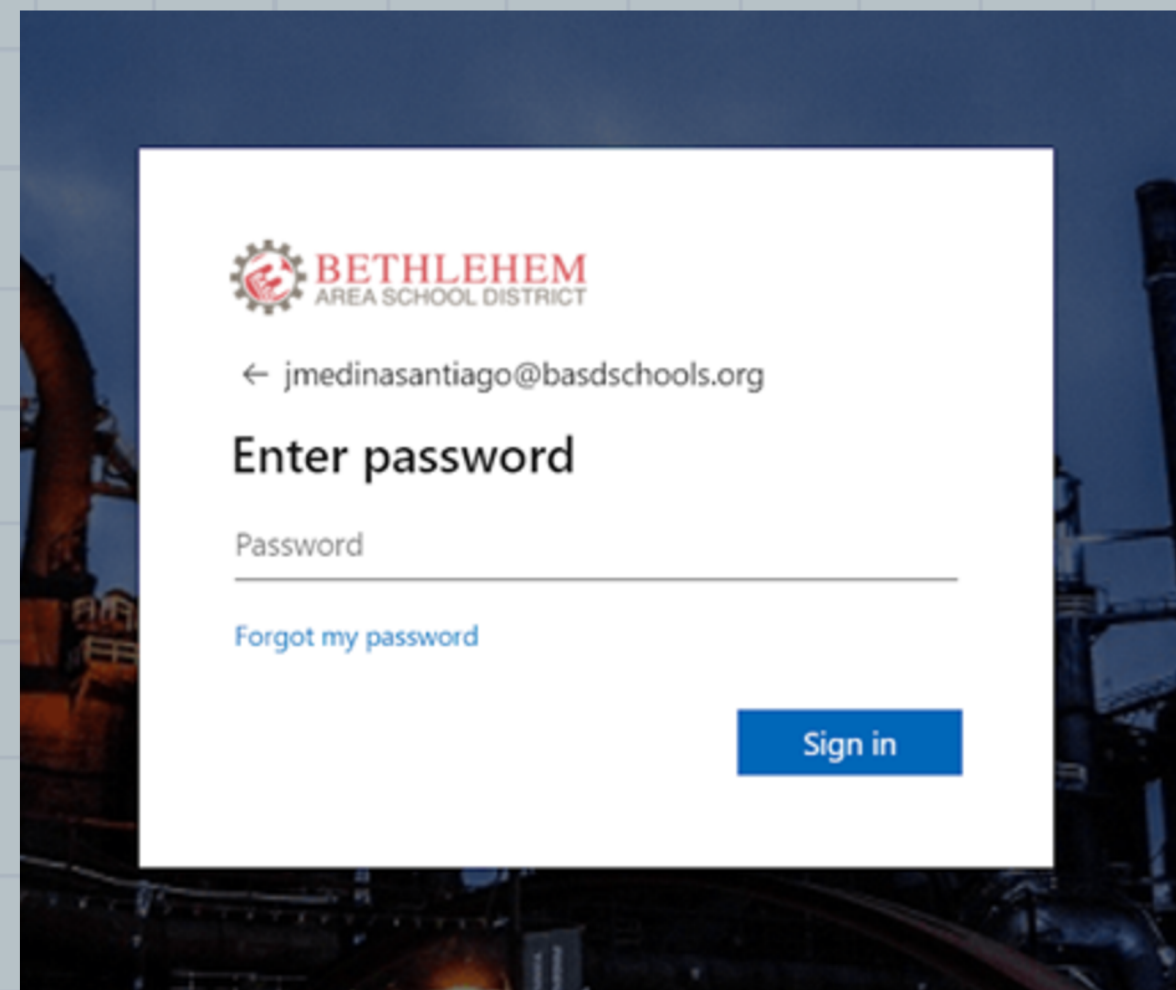 BETHLEHEM
AREA SCHOOL DISTRICT
← jmedinasantiago@basdschools.org
Enter password
Password
Forgot my password
Sign in